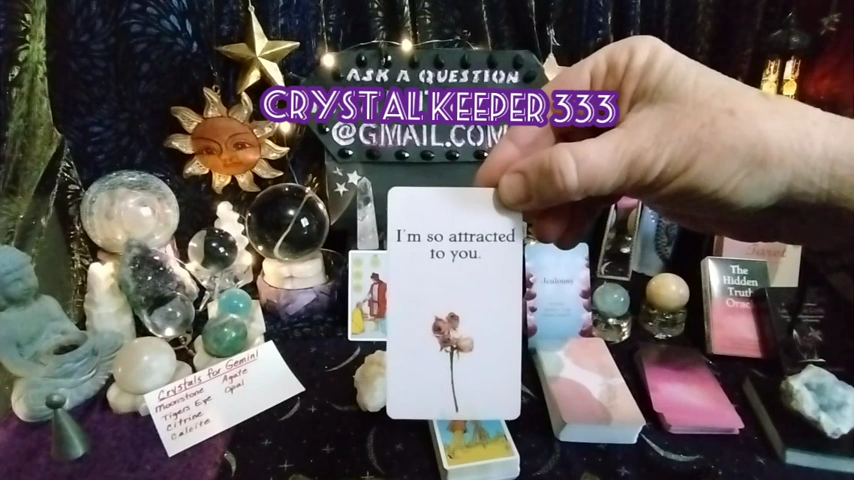 ASK A QUESTION
CRYSTAL KEEPER 333
@GMAIL.COM
I'm so attracted
to you.
Jealousy
The
Hidden
Truth
Oracle
Crystals for Gemini
Moonstone Agate
Tigers Eye Opal
Citrine
Calcite